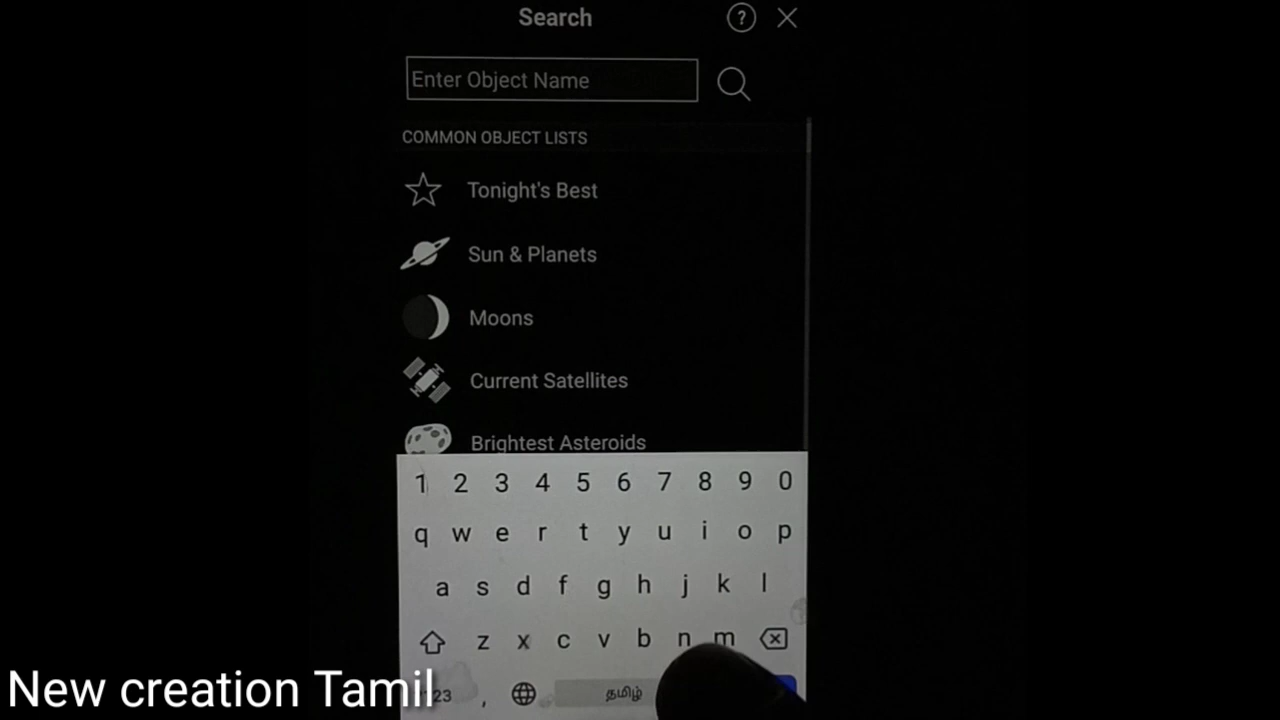 Search
?
Enter Object Name
COMMON OBJECT LISTS
Tonight's Best
Sun & Planets
Moons
Current Satellites
Brightest Asteroids
1 2 3 4 5 6 7 8 9 0
q w e r t y u i o p
a s d f g h j k l
z x c v b n m
123 , தமிழ்
New creation Tamil